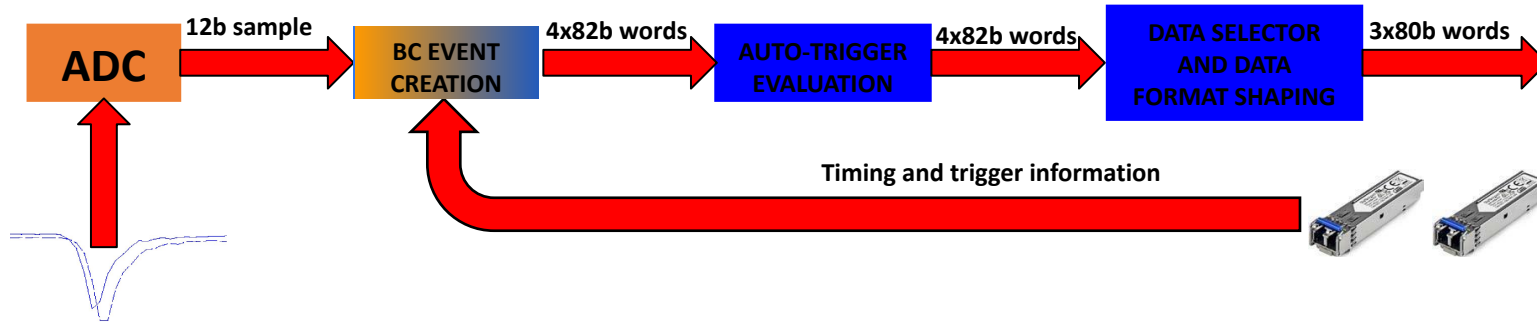 ADC
12b sample
BC EVENT
CREATION
4x82b words
AUTO-TRIGGER
EVALUATION
4x82b words
DATA SELECTOR
AND DATA
FORMAT SHAPING
3x80b words
Timing and trigger information